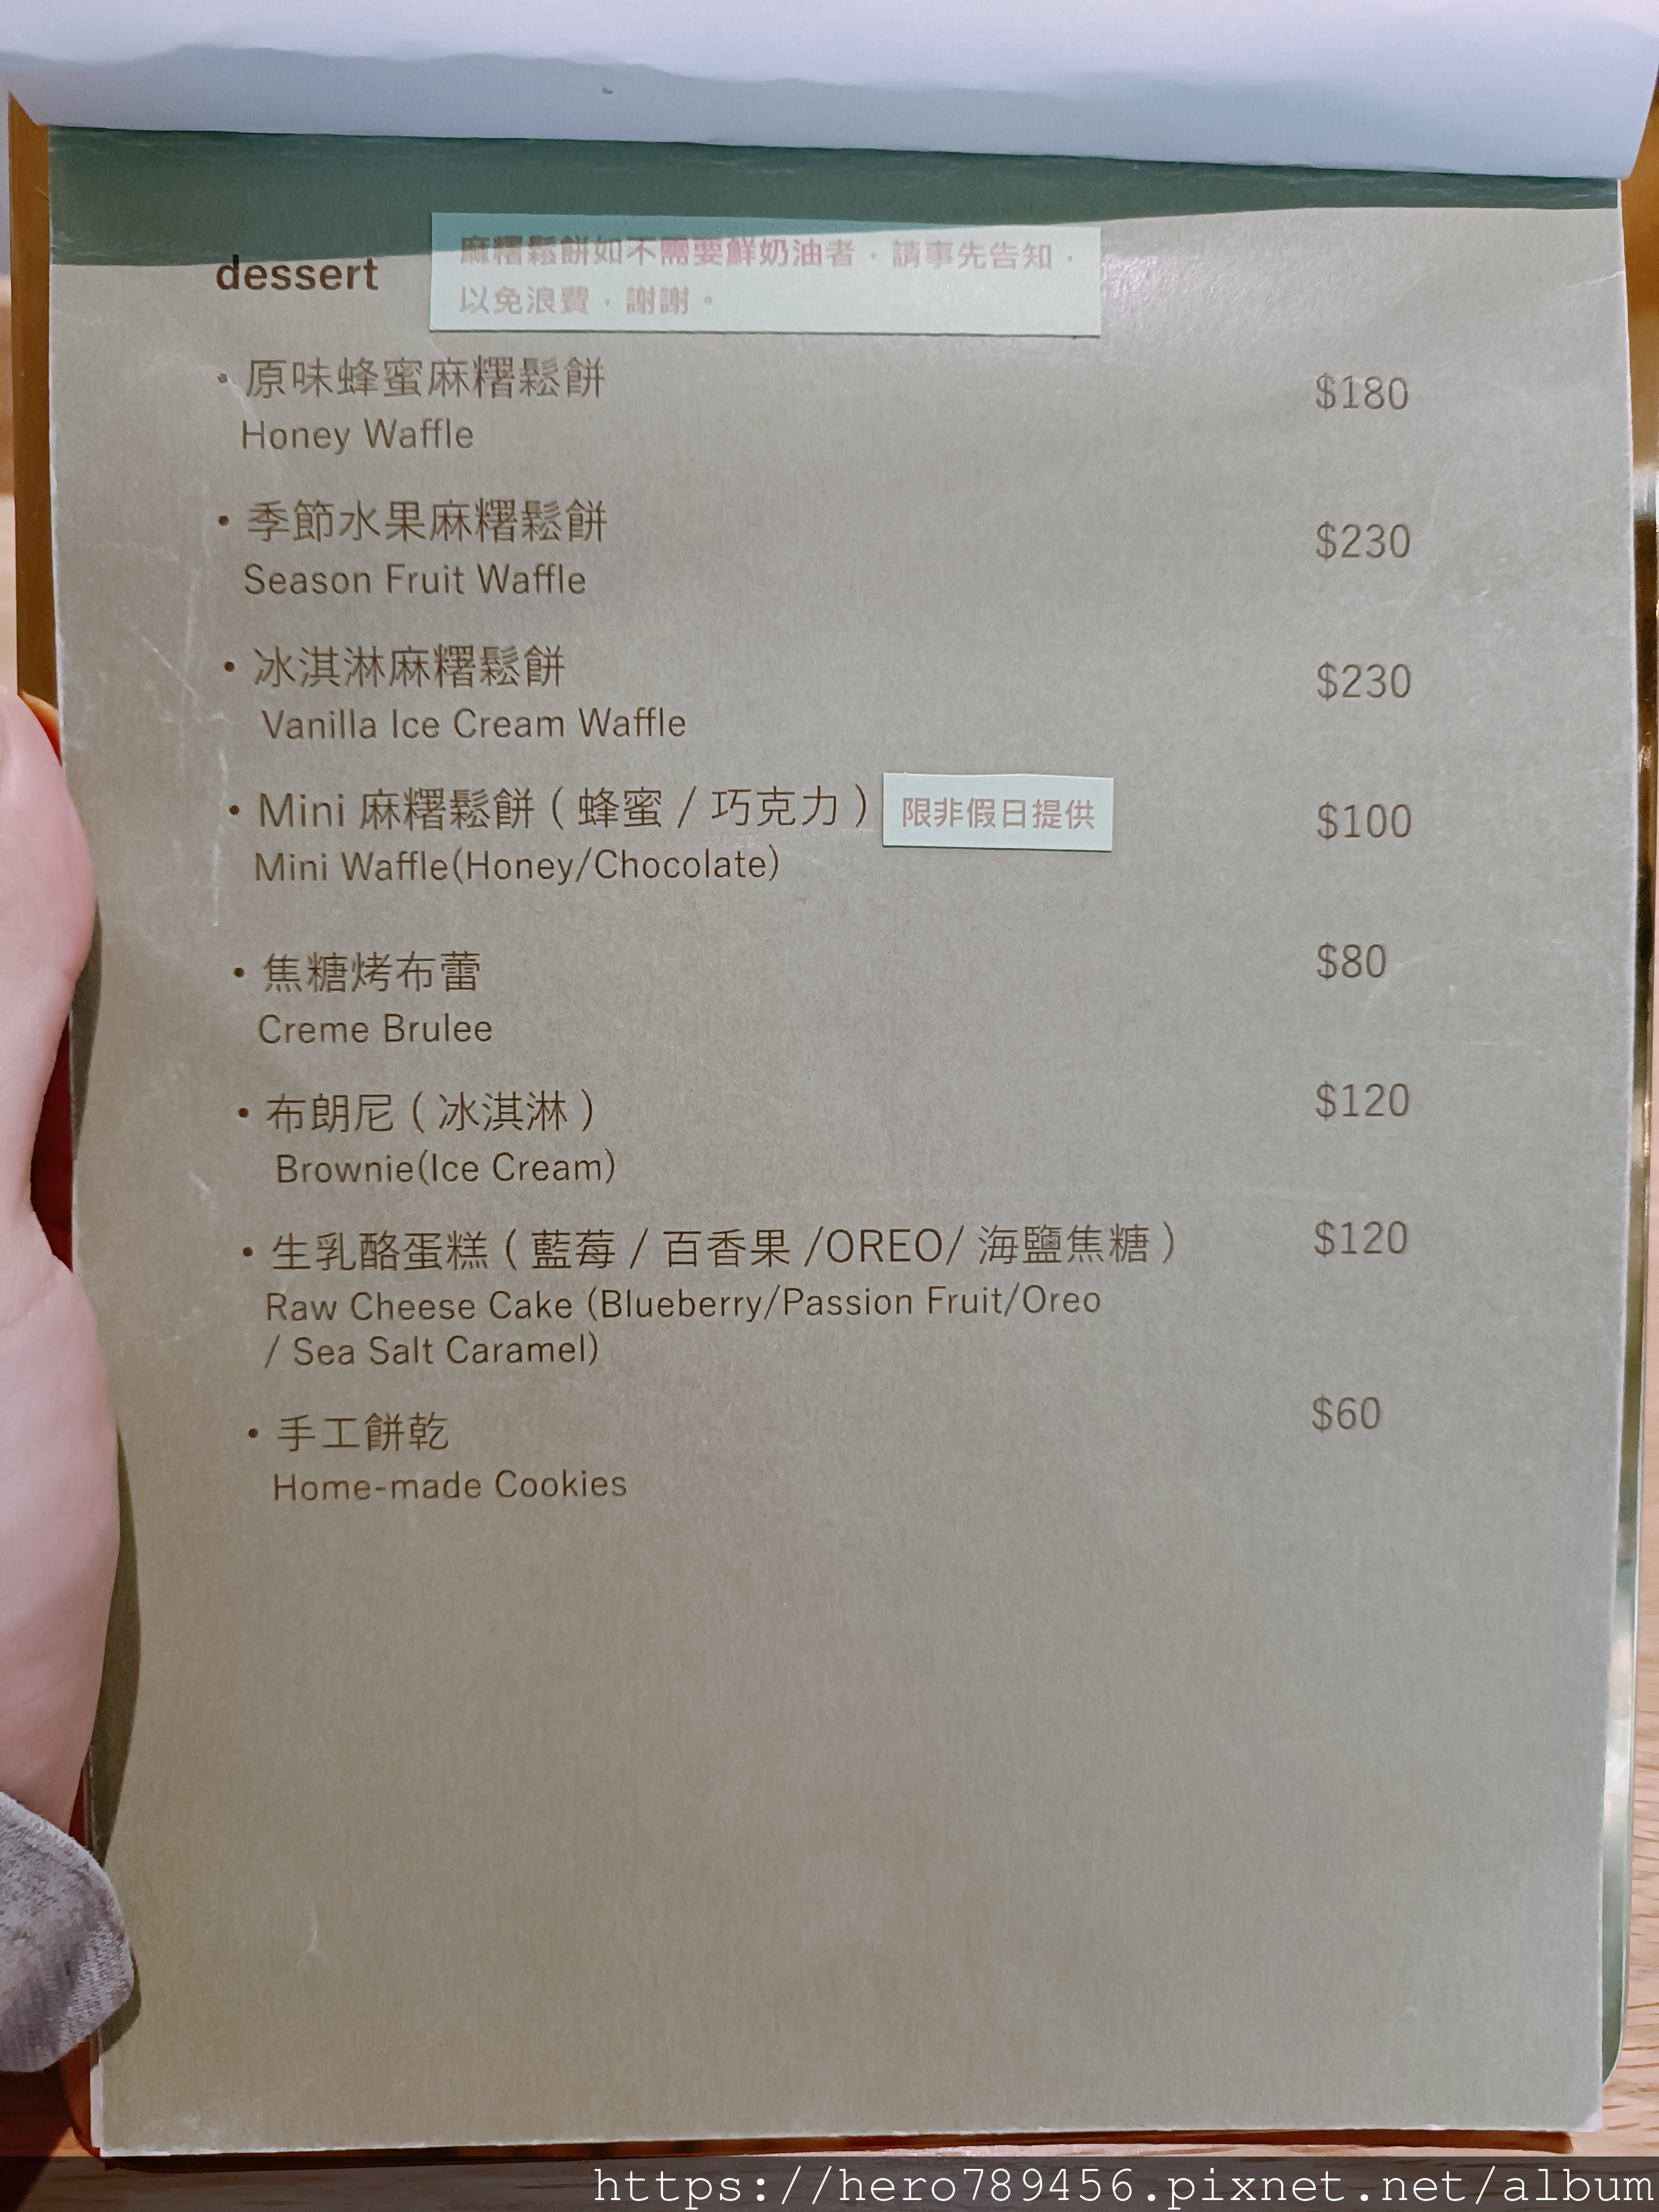 dessert
麻糬鬆餅如不需要鮮奶油者，請事先告知，
以免浪費，謝謝。
・原味蜂蜜麻糬鬆餅 $180
Honey Waffle
・季節水果麻糬鬆餅 $230
Season Fruit Waffle
・冰淇淋麻糬鬆餅 $230
Vanilla Ice Cream Waffle
・Mini 麻糬鬆餅 ( 蜂蜜 / 巧克力 ) 限非假日提供 $100
Mini Waffle(Honey/Chocolate)
・焦糖烤布蕾 $80
Creme Brulee
・布朗尼 ( 冰淇淋 ) $120
Brownie(Ice Cream)
・生乳酪蛋糕 ( 藍莓 / 百香果 /OREO/ 海鹽焦糖 ) $120
Raw Cheese Cake (Blueberry/Passion Fruit/Oreo
/ Sea Salt Caramel)
・手工餅乾 $60
Home-made Cookies
https://hero789456.pixnet.net/album